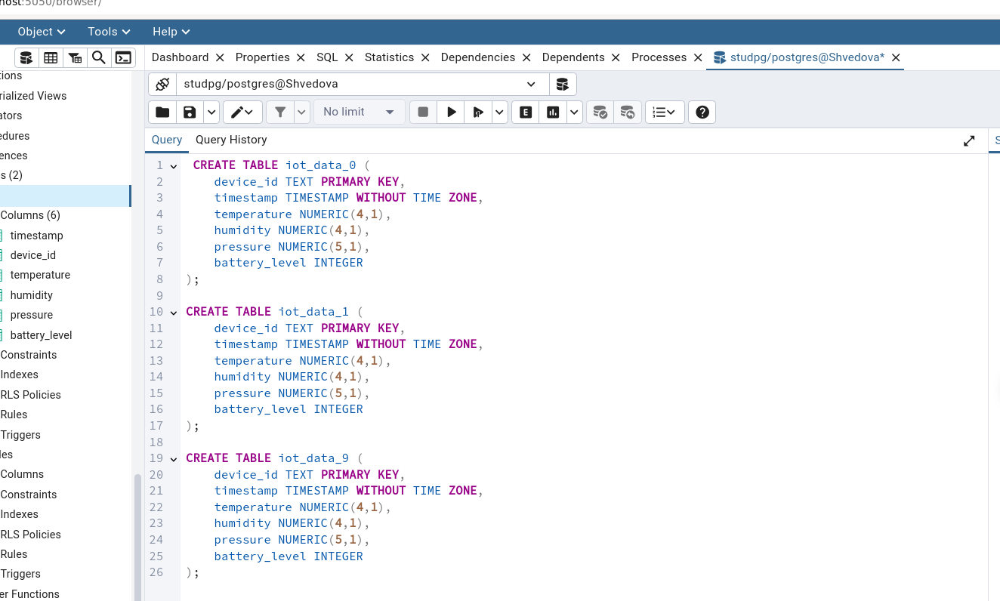 host:5050/browser/
Object Tools Help
Dashboard Properties SQL Statistics Dependencies Dependents Processes studpg/postgres@Shvedova*
tions
rialized Views
ators
edures
ences
s (2)
Columns (6)
timestamp
device_id
temperature
humidity
pressure
battery_level
Constraints
Indexes
RLS Policies
Rules
Triggers
les
Columns
Constraints
Indexes
RLS Policies
Rules
Triggers
er Functions
studpg/postgres@Shvedova
No limit E
Query Query History S
1 CREATE TABLE iot_data_0 (
2 device_id TEXT PRIMARY KEY,
3 timestamp TIMESTAMP WITHOUT TIME ZONE,
4 temperature NUMERIC(4,1),
5 humidity NUMERIC(4,1),
6 pressure NUMERIC(5,1),
7 battery_level INTEGER
8 );
9
10 CREATE TABLE iot_data_1 (
11 device_id TEXT PRIMARY KEY,
12 timestamp TIMESTAMP WITHOUT TIME ZONE,
13 temperature NUMERIC(4,1),
14 humidity NUMERIC(4,1),
15 pressure NUMERIC(5,1),
16 battery_level INTEGER
17 );
18
19 CREATE TABLE iot_data_9 (
20 device_id TEXT PRIMARY KEY,
21 timestamp TIMESTAMP WITHOUT TIME ZONE,
22 temperature NUMERIC(4,1),
23 humidity NUMERIC(4,1),
24 pressure NUMERIC(5,1),
25 battery_level INTEGER
26 );